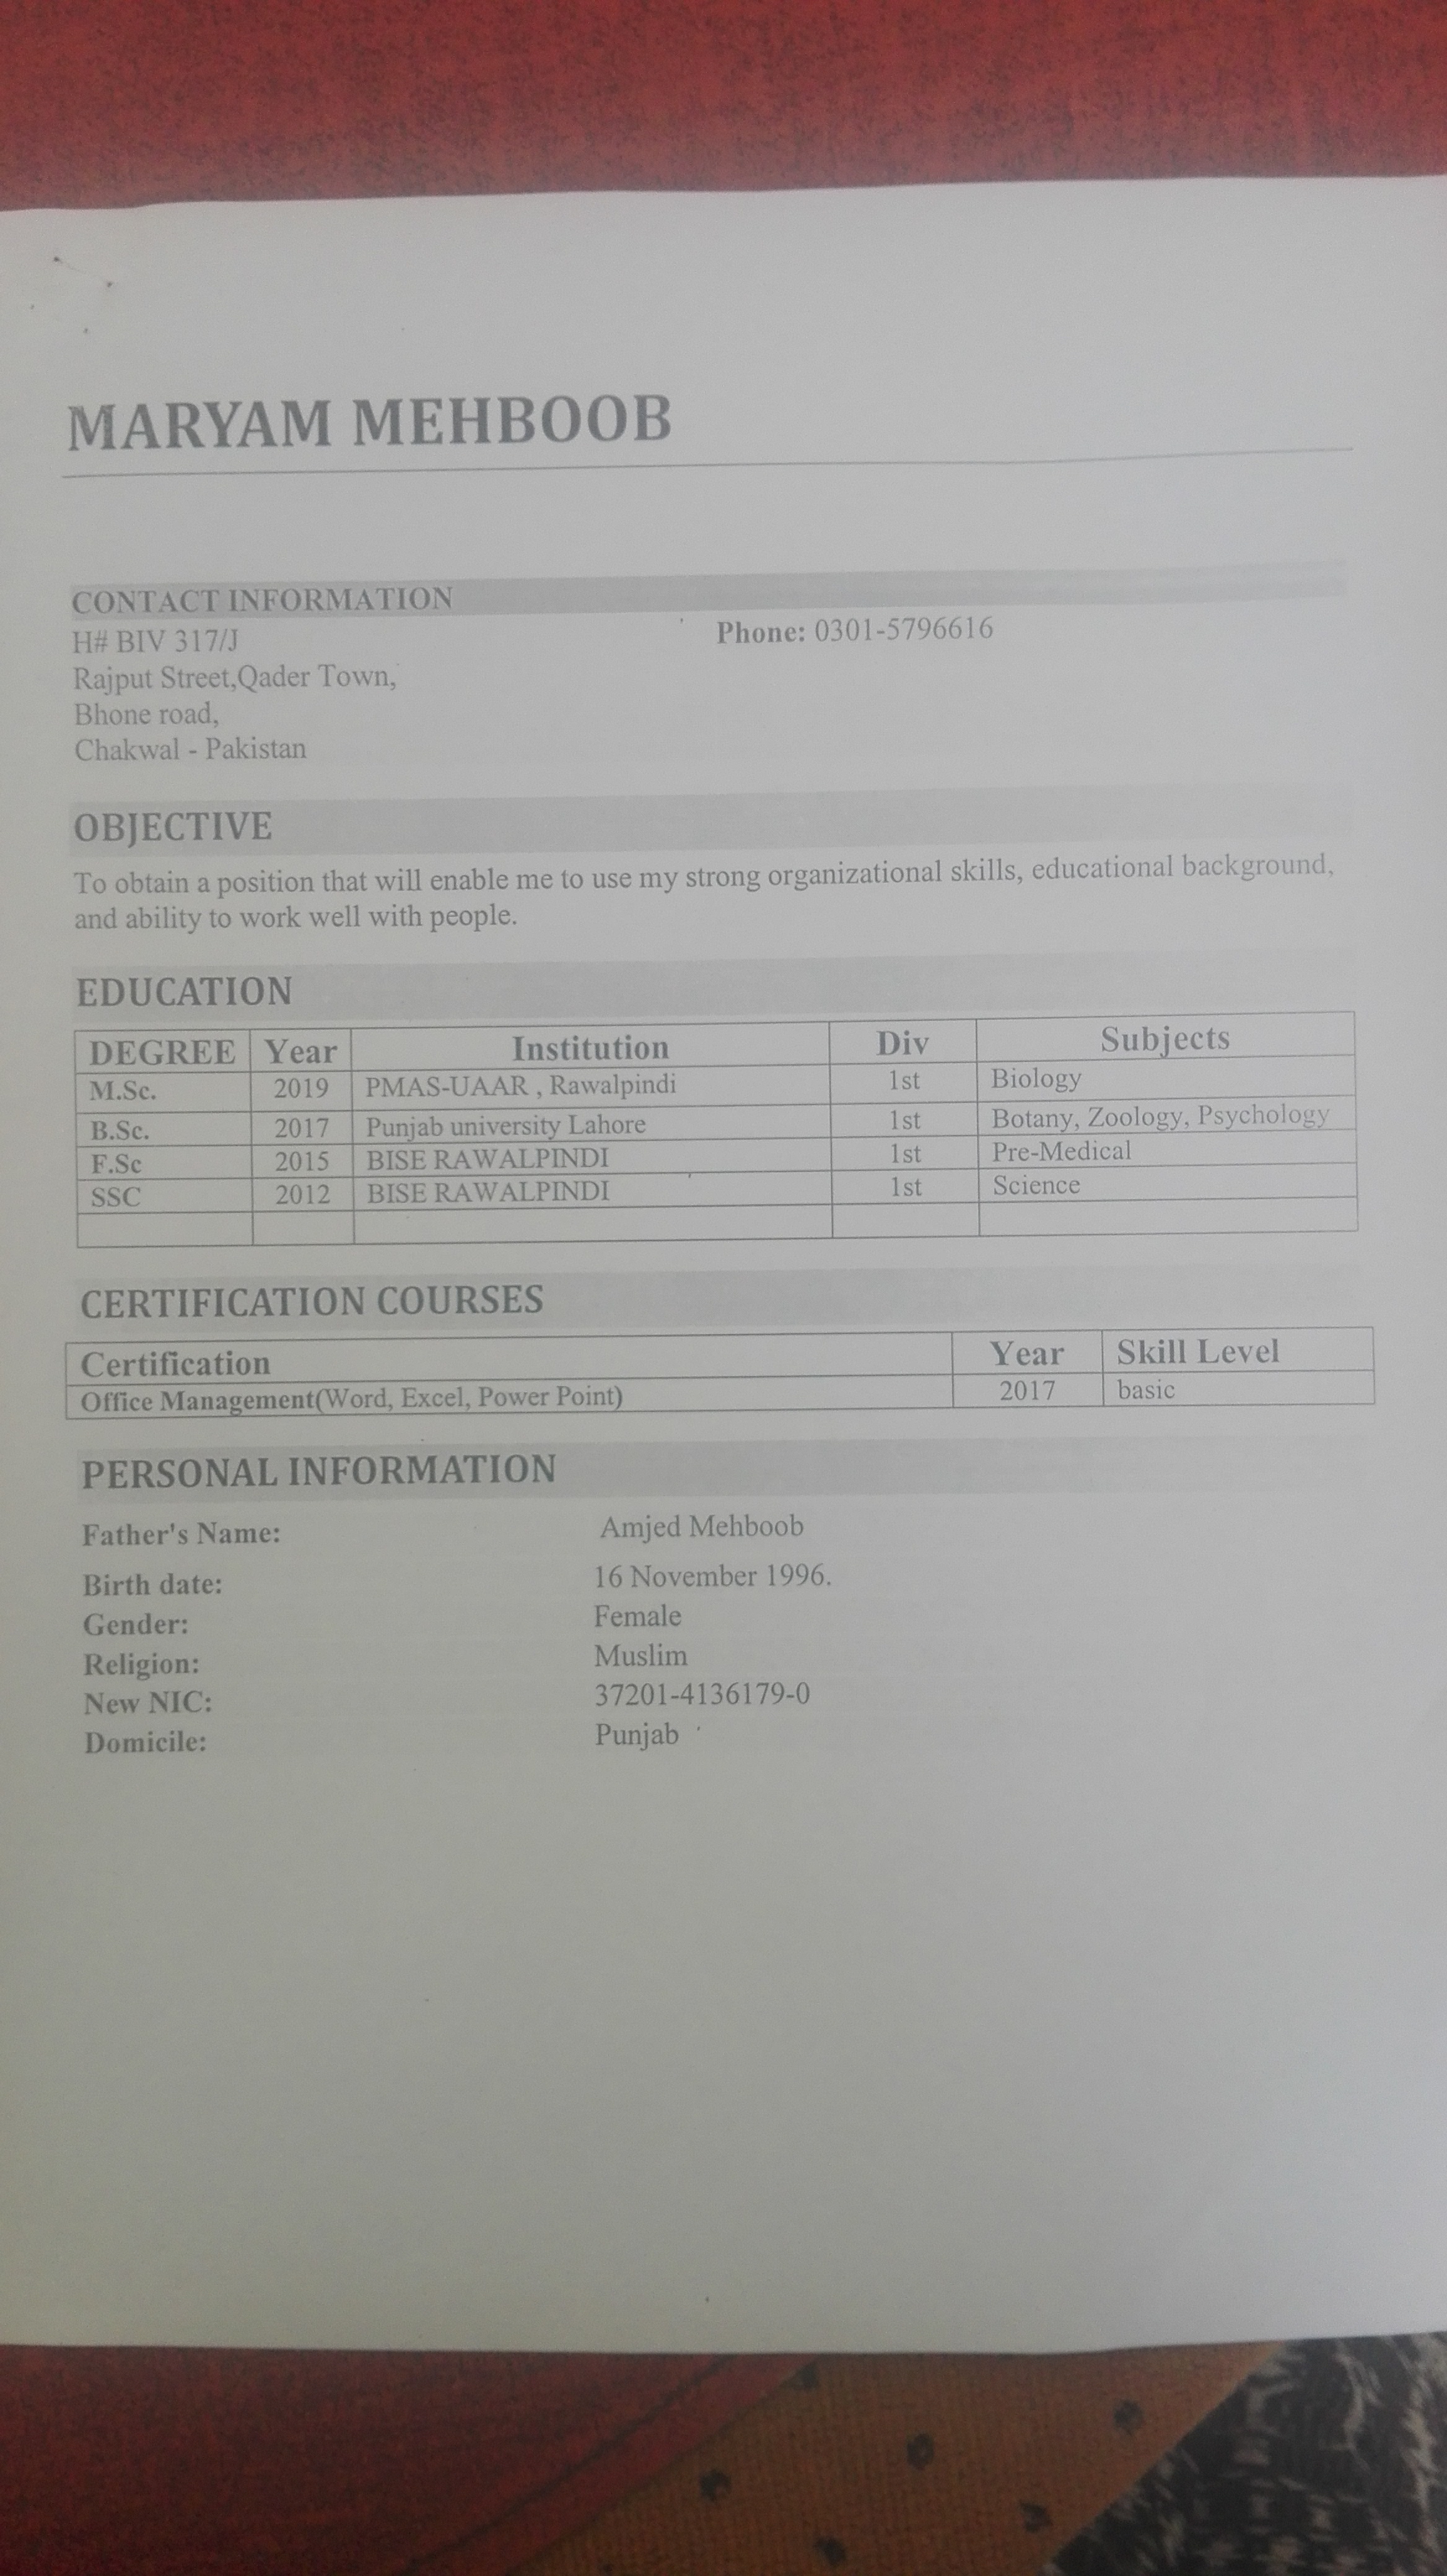 MARYAM MEHBOOB
CONTACT INFORMATION
H# BIV 317/J
Phone: 0301-5796616
Rajput Street,Qader Town,
Bhone road,
Chakwal - Pakistan
OBJECTIVE
To obtain a position that will enable me to use my strong organizational skills, educational background,
and ability to work well with people.
EDUCATION
DEGREE Year Institution Div Subjects
M.Sc. 2019 PMAS-UAAR , Rawalpindi 1st Biology
B.Sc. 2017 Punjab university Lahore 1st Botany, Zoology, Psychology
F.Sc 2015 BISE RAWALPINDI 1st Pre-Medical
SSC 2012 BISE RAWALPINDI 1st Science
CERTIFICATION COURSES
Certification Year Skill Level
Office Management(Word, Excel, Power Point) 2017 basic
PERSONAL INFORMATION
Father's Name: Amjed Mehboob
Birth date: 16 November 1996.
Gender: Female
Religion: Muslim
New NIC: 37201-4136179-0
Domicile: Punjab